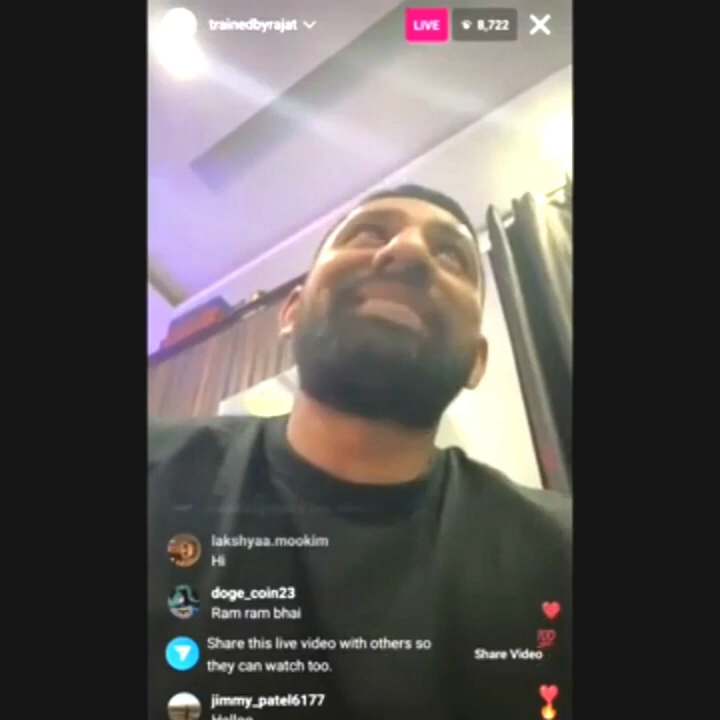 trainedbyrajat
LIVE
8,722
lakshyaa.mookim
Hi
doge_coin23
Ram ram bhai
Share this live video with others so
they can watch too.
Share Video
jimmy_patel6177